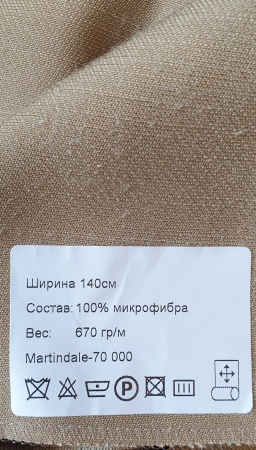 Ширина 140см
Состав: 100% микрофибра
Вес: 670 гр/м
Martindale-70 000
P